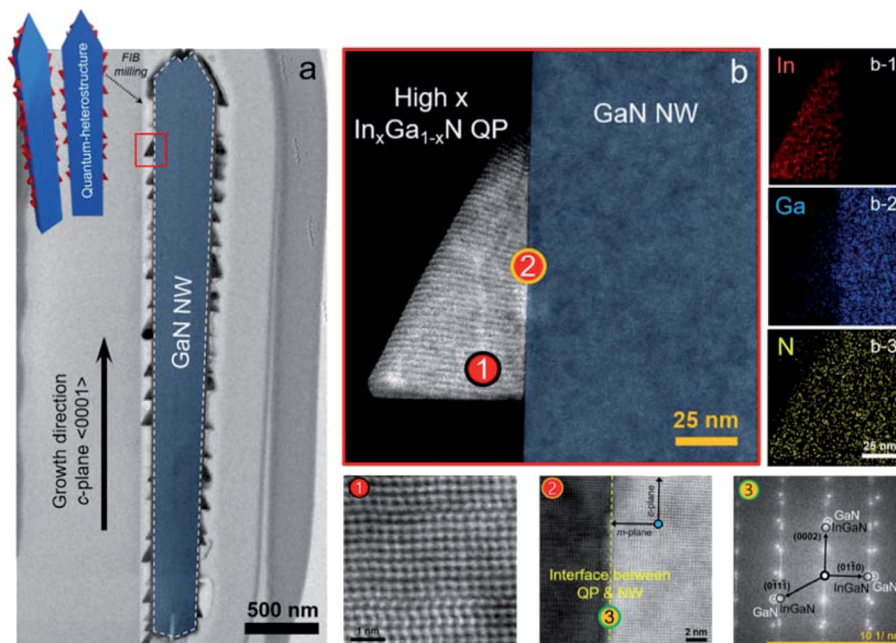 FIB
milling
a
Quantum-heterostructure
GaN NW
Growth direction
c-plane <0001>
500 nm
b
High x
InₓGa₁₋ₓN QP
GaN NW
2
1
25 nm
In
b-1
Ga
b-2
N
b-3
25 nm
1
1 nm
2
c-plane
m-plane
Interface between
QP & NW
3
2 nm
3
GaN
InGaN
(0002)
(011̄0)
(01̄11̄)
InGaN
GaN
GaN
InGaN
10 1/nm